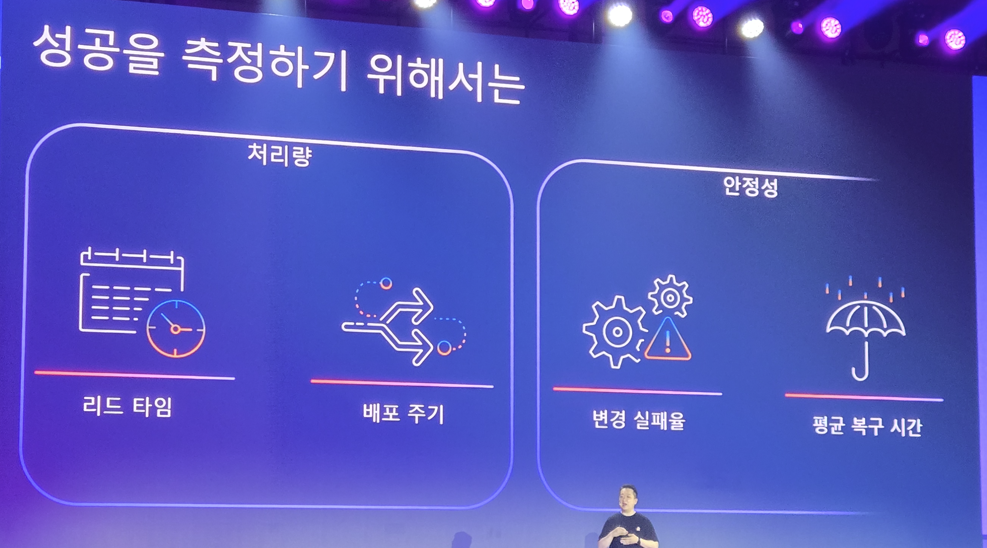 성공을 측정하기 위해서는
처리량
안정성
리드 타임
배포 주기
변경 실패율
평균 복구 시간